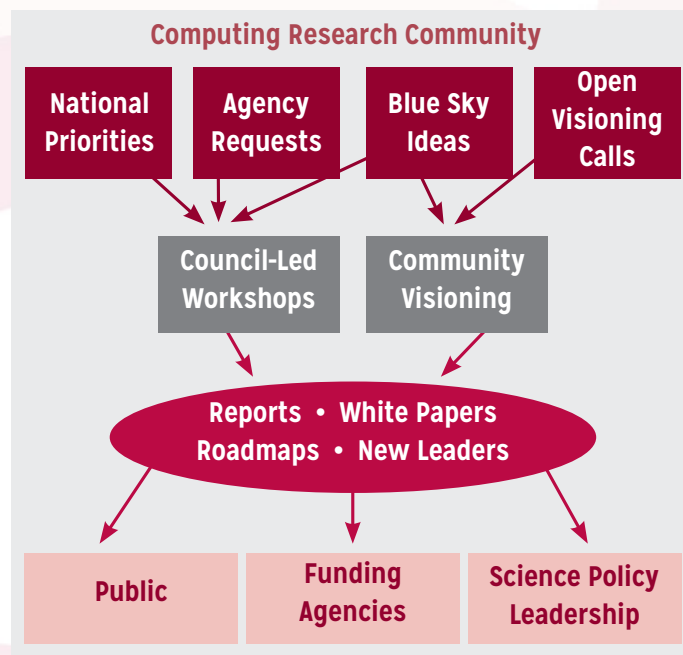 Computing Research Community
National
Priorities
Agency
Requests
Blue Sky
Ideas
Open
Visioning
Calls
Council-Led
Workshops
Community
Visioning
Reports • White Papers
Roadmaps • New Leaders
Public
Funding
Agencies
Science Policy
Leadership